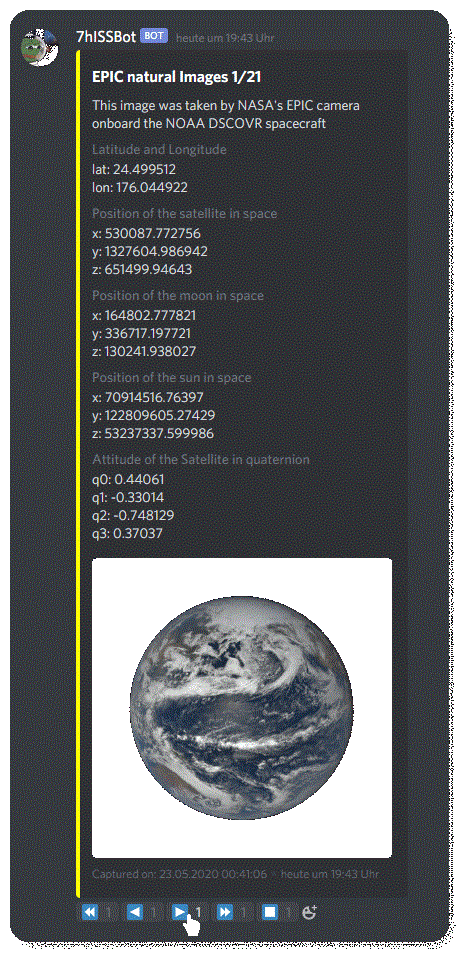 7hISSBot BOT heute um 19:43 Uhr
EPIC natural Images 1/21
This image was taken by NASA's EPIC camera
onboard the NOAA DSCOVR spacecraft
Latitude and Longitude
lat: 24.499512
lon: 176.044922
Position of the satellite in space
x: 530087.772756
y: 1327604.986942
z: 651499.94643
Position of the moon in space
x: 164802.777821
y: 336717.197721
z: 130241.938027
Position of the sun in space
x: 70914516.76397
y: 122809605.27429
z: 53237337.599986
Attitude of the Satellite in quaternion
q0: 0.44061
q1: -0.33014
q2: -0.748129
q3: 0.37037
Captured on: 23.05.2020 00:41:06 • heute um 19:43 Uhr
1 1 1 1 1